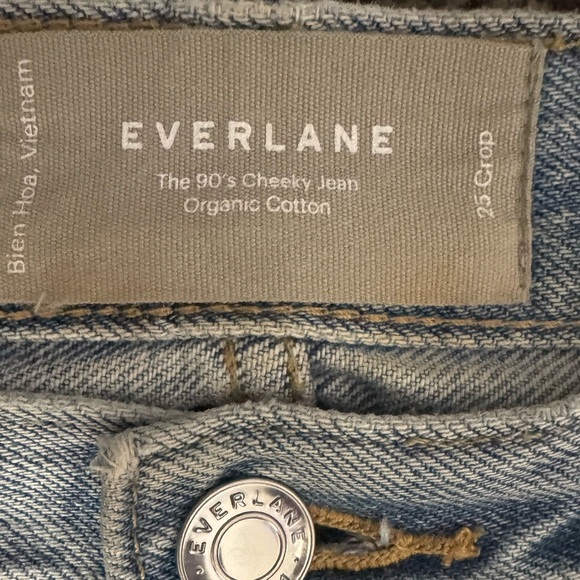 Bien Hoa, Vietnam
EVERLANE
The 90's Cheeky Jean
Organic Cotton
25 Crop
EVERLANE